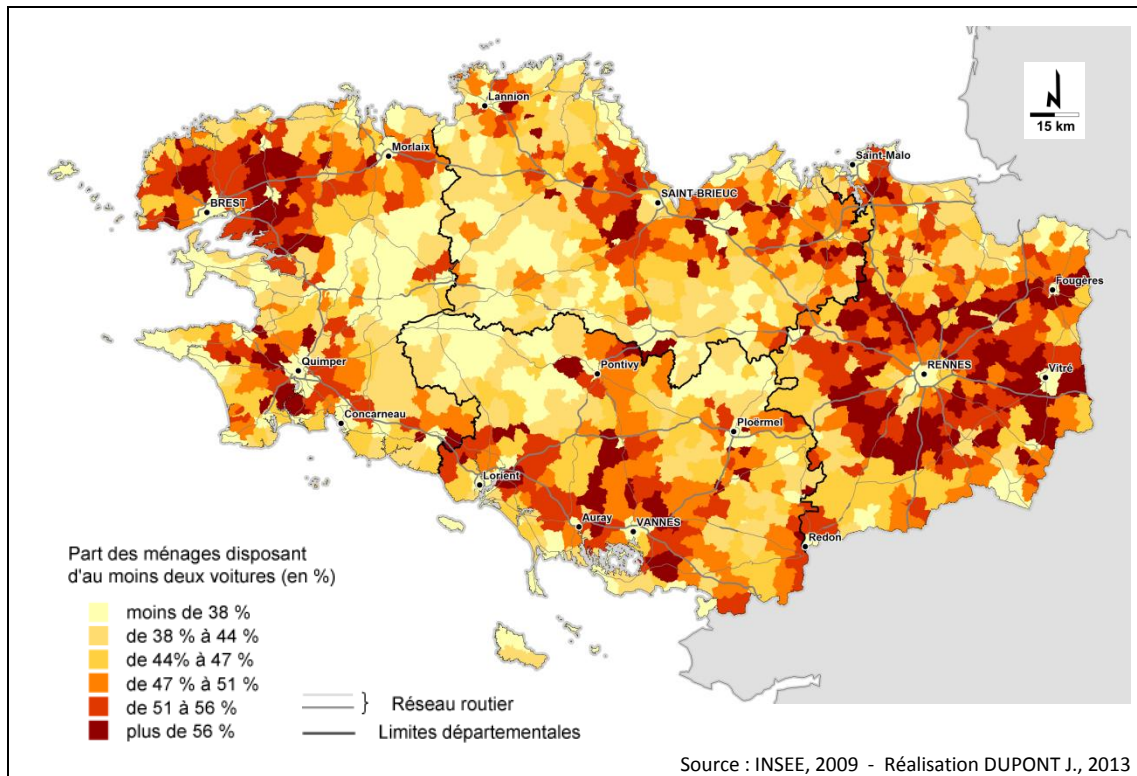 15 km
Lannion
Morlaix
Saint-Malo
SAINT-BRIEUC
BREST
Fougères
Quimper
Pontivy
RENNES
Vitré
Concarneau
Ploërmel
Lorient
Auray
VANNES
Redon
Part des ménages disposant
d'au moins deux voitures (en %)
moins de 38 %
de 38 % à 44 %
de 44% à 47 %
de 47 % à 51 %
de 51 à 56 %
plus de 56 %
} Réseau routier
Limites départementales
Source : INSEE, 2009 - Réalisation DUPONT J., 2013